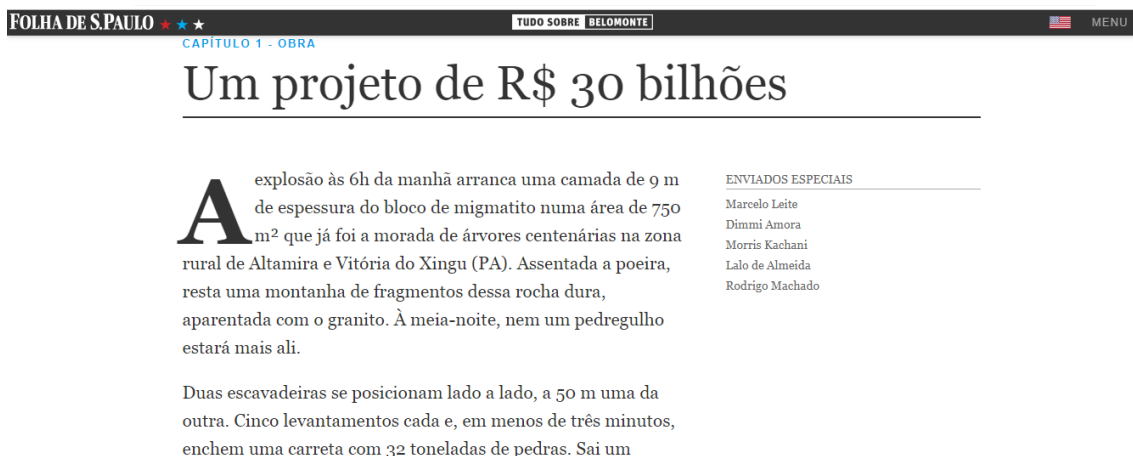 FOLHA DE S.PAULO
TUDO SOBRE BELOMONTE
MENU
CAPÍTULO 1 - OBRA
Um projeto de R$ 30 bilhões
A explosão às 6h da manhã arranca uma camada de 9 m
de espessura do bloco de migmatito numa área de 750
m² que já foi a morada de árvores centenárias na zona
rural de Altamira e Vitória do Xingu (PA). Assentada a poeira,
resta uma montanha de fragmentos dessa rocha dura,
aparentada com o granito. À meia-noite, nem um pedregulho
estará mais ali.
Duas escavadeiras se posicionam lado a lado, a 50 m uma da
outra. Cinco levantamentos cada e, em menos de três minutos,
enchem uma carreta com 32 toneladas de pedras. Sai um
ENVIADOS ESPECIAIS
Marcelo Leite
Dimmi Amora
Morris Kachani
Lalo de Almeida
Rodrigo Machado